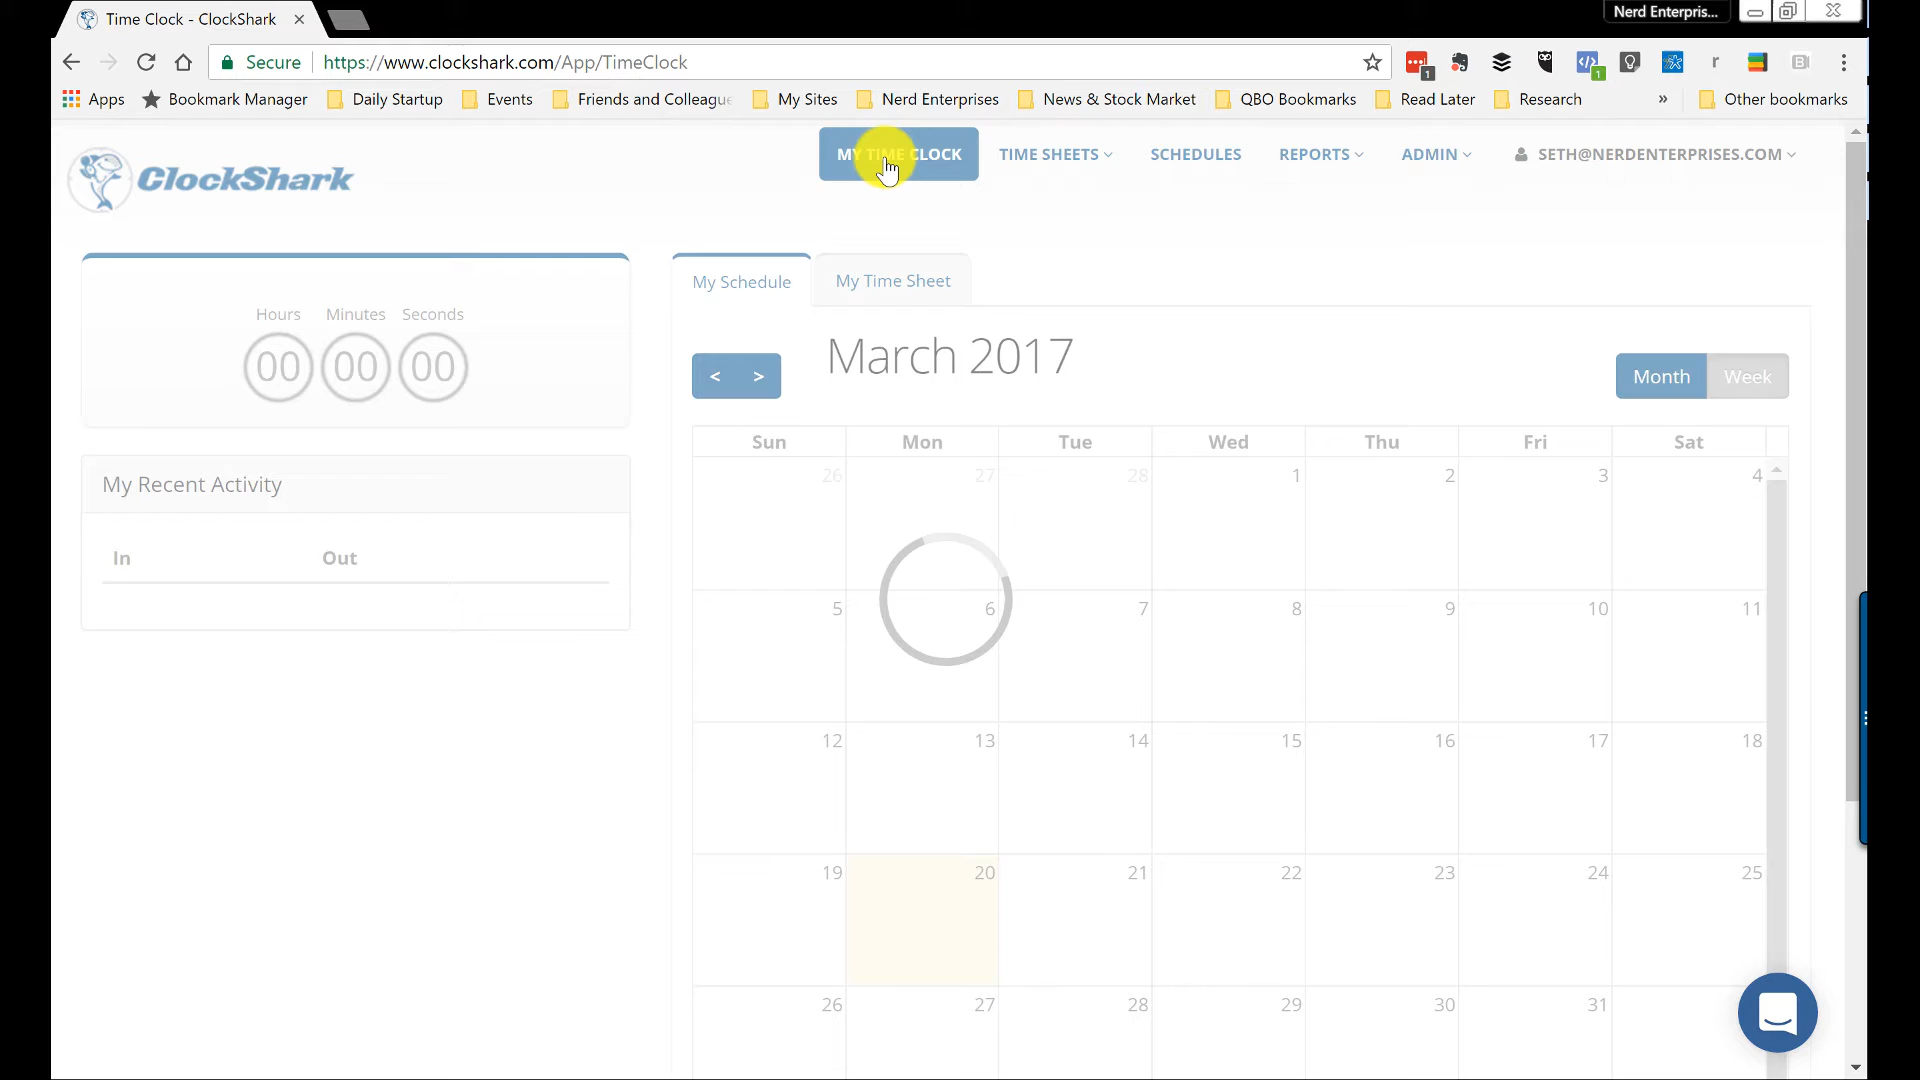 Time Clock - ClockShark
Nerd Enterpris...
Secure https://www.clockshark.com/App/TimeClock
Apps Bookmark Manager Daily Startup Events Friends and Colleagu My Sites Nerd Enterprises News & Stock Market QBO Bookmarks Read Later Research » Other bookmarks
ClockShark
MY TIME CLOCK TIME SHEETS SCHEDULES REPORTS ADMIN SETH@NERDENTERPRISES.COM
Hours Minutes Seconds
00 00 00
My Recent Activity
In Out
My Schedule My Time Sheet
< > March 2017 Month Week
Sun Mon Tue Wed Thu Fri Sat
26 27 28 1 2 3 4
5 6 7 8 9 10 11
12 13 14 15 16 17 18
19 20 21 22 23 24 25
26 27 28 29 30 31